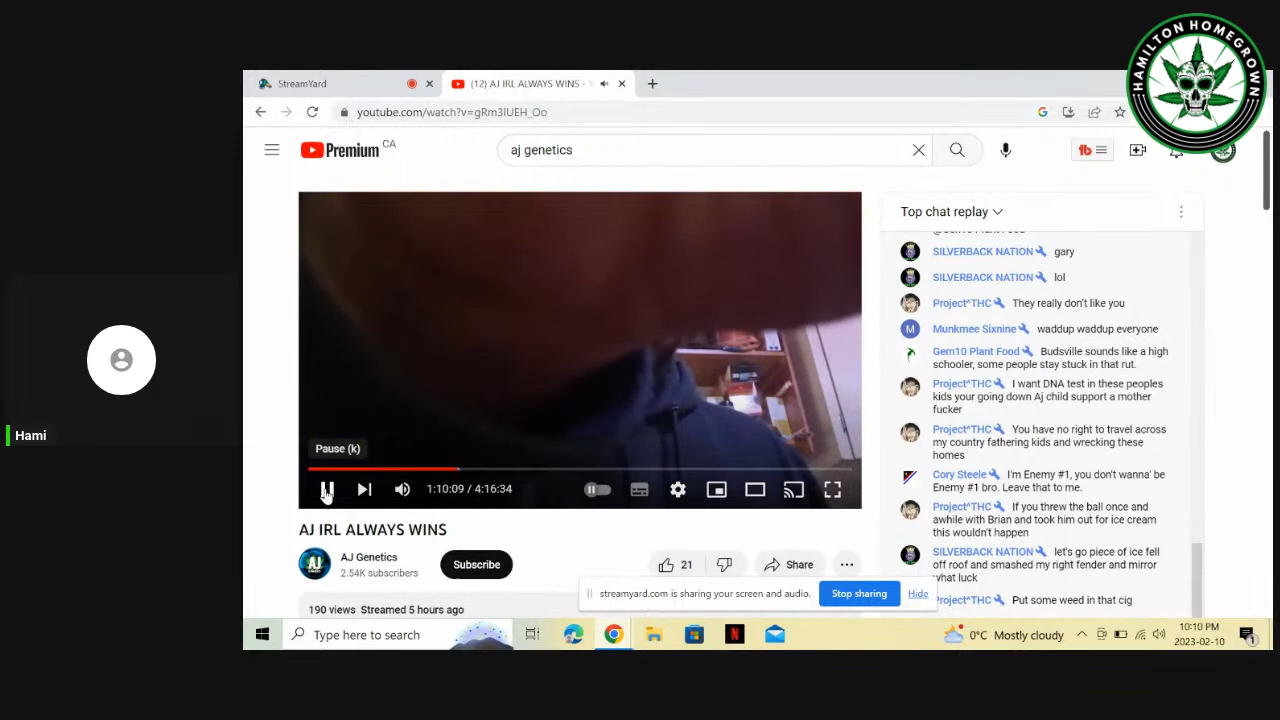 HAMILTON HOMEGROWN
StreamYard
(12) AJ IRL ALWAYS WINS -
youtube.com/watch?v=gRm3lUEH_Oo
Premium CA
aj genetics
Top chat replay
SILVERBACK NATION gary
SILVERBACK NATION lol
Project^THC They really don't like you
M Munkmee Sixnine waddup waddup everyone
Gem10 Plant Food Budsville sounds like a high
schooler, some people stay stuck in that rut.
Project^THC I want DNA test in these peoples
kids your going down Aj child support a mother
fucker
Project^THC You have no right to travel across
my country fathering kids and wrecking these
homes
Cory Steele I'm Enemy #1, you don't wanna' be
Enemy #1 bro. Leave that to me.
Project^THC If you threw the ball once and
awhile with Brian and took him out for ice cream
this wouldn't happen
SILVERBACK NATION let's go piece of ice fell
off roof and smashed my right fender and mirror
what luck
Project^THC Put some weed in that cig
Pause (k)
1:10:09 / 4:16:34
AJ IRL ALWAYS WINS
AJ Genetics
2.54K subscribers
Subscribe
21
Share
190 views Streamed 5 hours ago
streamyard.com is sharing your screen and audio.
Stop sharing
Hide
Hami
Type here to search
N
0°C Mostly cloudy
10:10 PM
2023-02-10
1